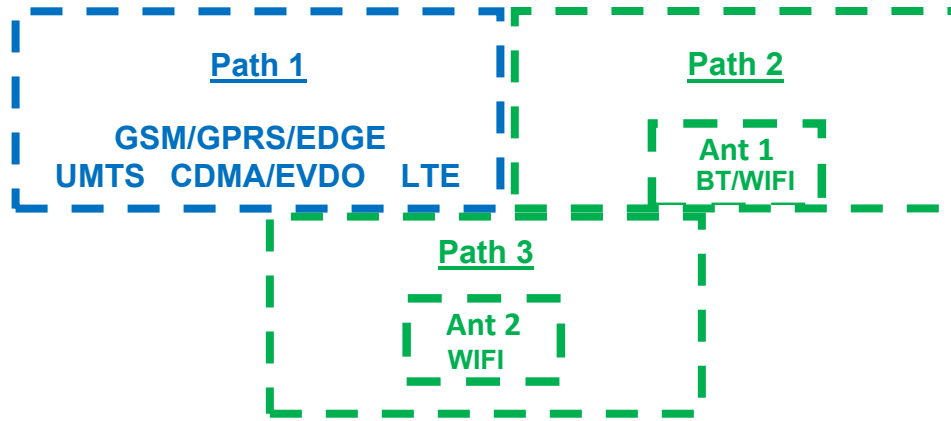 Path 1
GSM/GPRS/EDGE
UMTS CDMA/EVDO LTE
Path 2
Ant 1
BT/WIFI
Path 3
Ant 2
WIFI